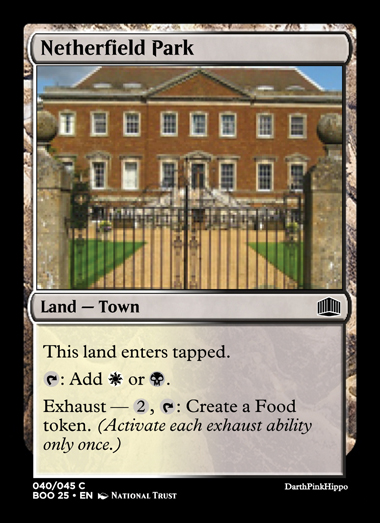 Netherfield Park
Land — Town
This land enters tapped.
: Add or .
Exhaust — 2, : Create a Food
token. (Activate each exhaust ability
only once.)
040/045 C
BOO 25 • EN National Trust
DarthPinkHippo